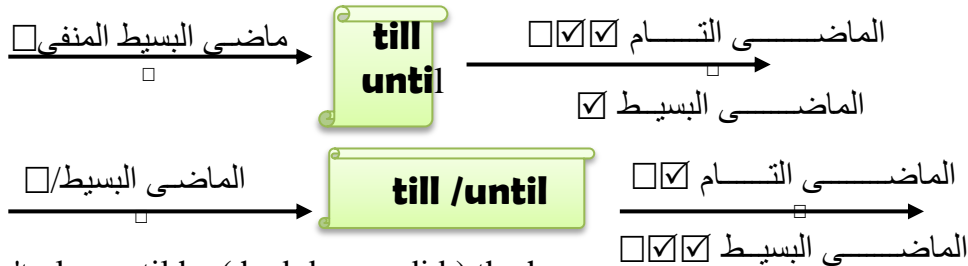 ماضى البسيط المنفى□
till
until
الماضى التام ☑☑□
الماضى البسيط ☑
الماضى البسيط/□
till /until
الماضى التام ☑□
الماضى البسيط ☑☑□